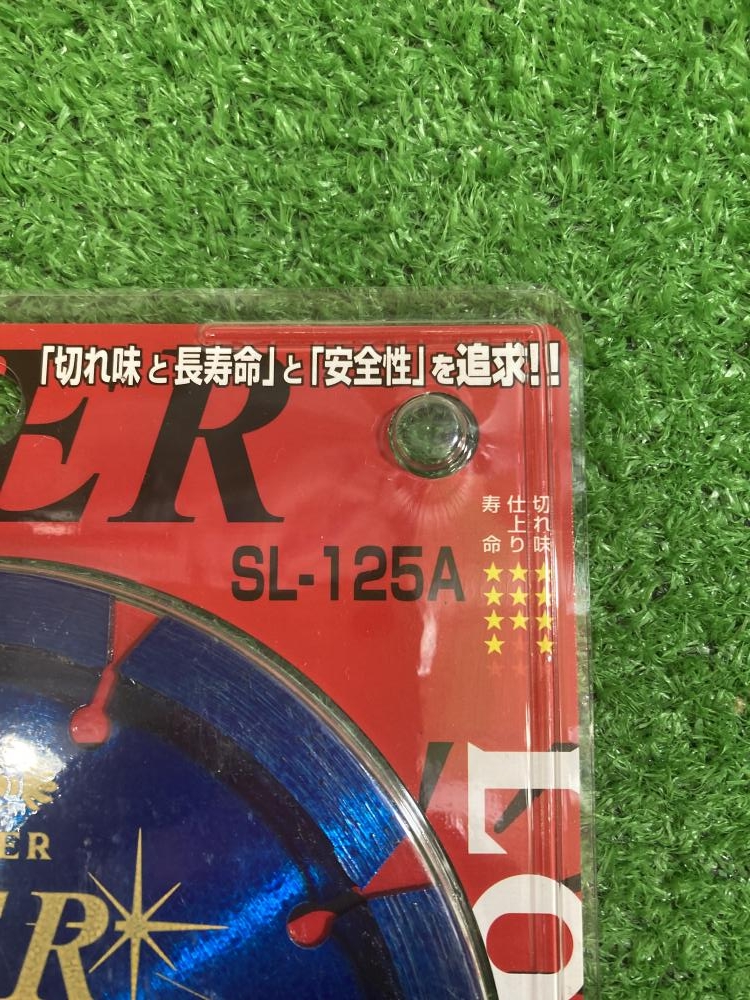 「切れ味と長寿命」と「安全性」を追求!!
ER
SL-125A
切れ味 ★★★★
仕上り ★★★
寿命 ★★★★
LO
ER
R